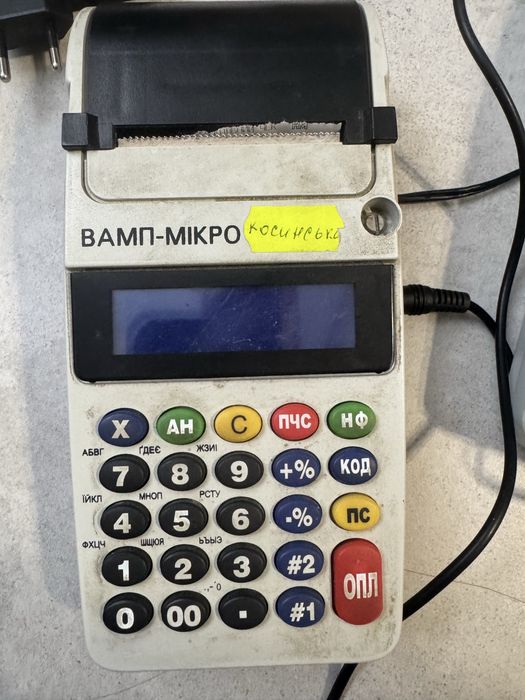 ВАМП-МІКРО
косинська
X АН С ПЧС НФ
АБВГ ҐДЕЄ ЖЗИІ
7 8 9 +% КОД
ЇЙКЛ МНОП РСТУ
4 5 6 -% ПС
ФХЦЧ ШЩЮЯ ЬЪЫЭ
1 2 3 #2 ОПЛ
.,-'0
0 00 . #1